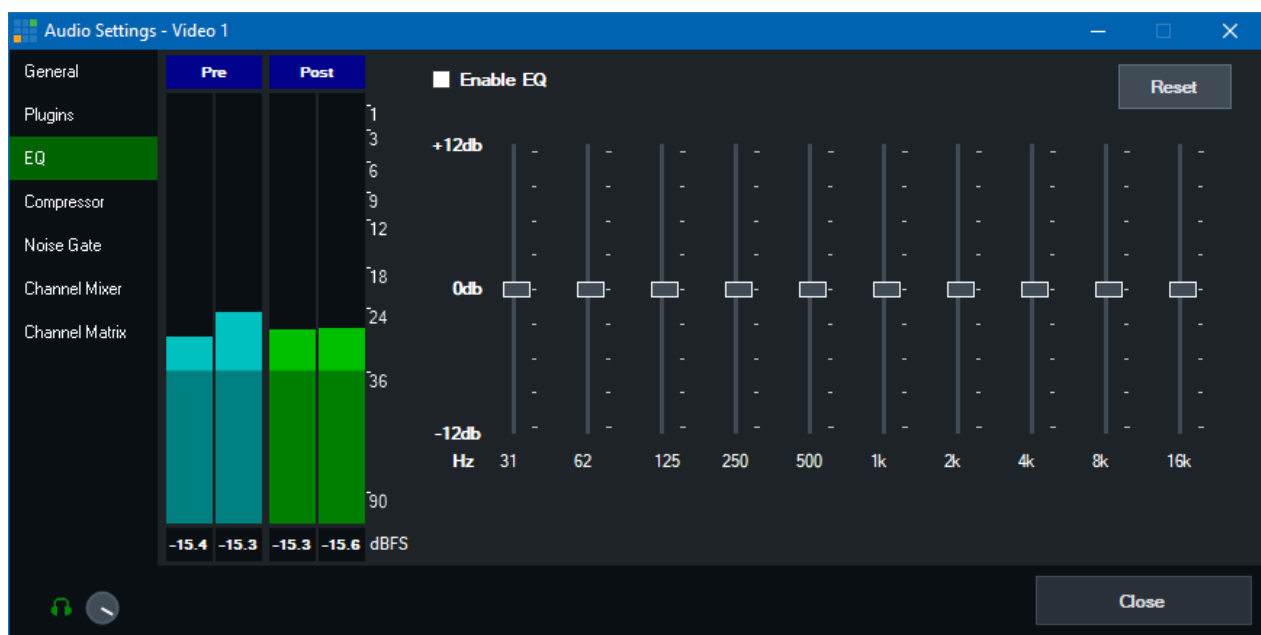 Audio Settings - Video 1
General
Plugins
EQ
Compressor
Noise Gate
Channel Mixer
Channel Matrix
Pre Post
1
3
6
9
12
18
24
36
90
-15.4 -15.3 -15.3 -15.6 dBFS
Enable EQ
Reset
+12db
0db
-12db
Hz 31 62 125 250 500 1k 2k 4k 8k 16k
Close